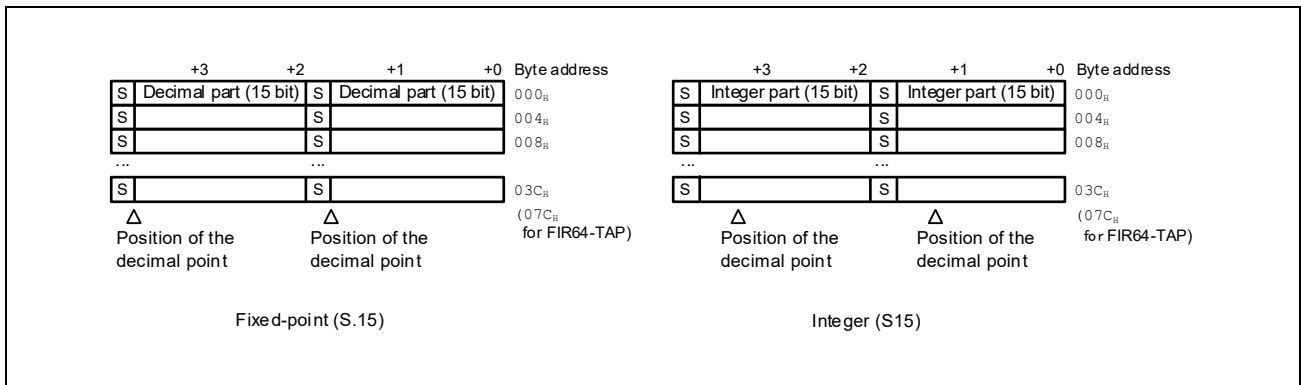 +3 +2 +1 +0 Byte address
S Decimal part (15 bit) S Decimal part (15 bit) 000H
S S 004H
S S 008H
... ...
S S 03CH
(07CH
for FIR64-TAP)
Position of the decimal point
Position of the decimal point
Fixed-point (S.15)
+3 +2 +1 +0 Byte address
S Integer part (15 bit) S Integer part (15 bit) 000H
S S 004H
S S 008H
... ...
S S 03CH
(07CH
for FIR64-TAP)
Position of the decimal point
Position of the decimal point
Integer (S15)